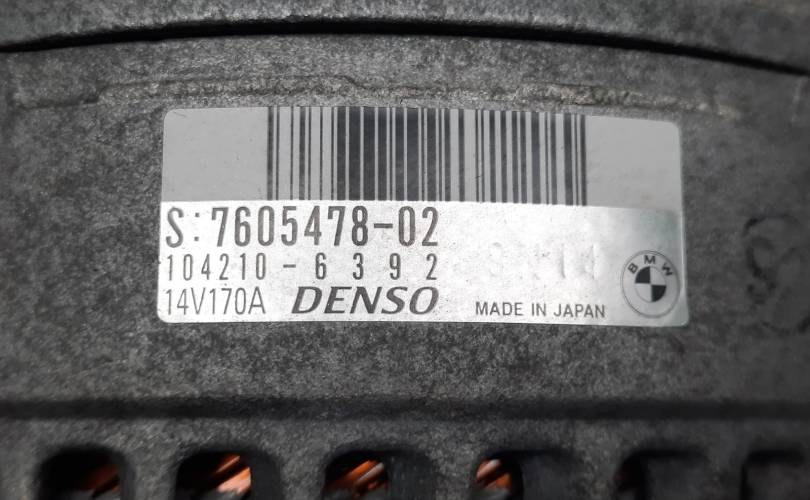 S:7605478-02
104210-6392
14V170A DENSO MADE IN JAPAN BMW